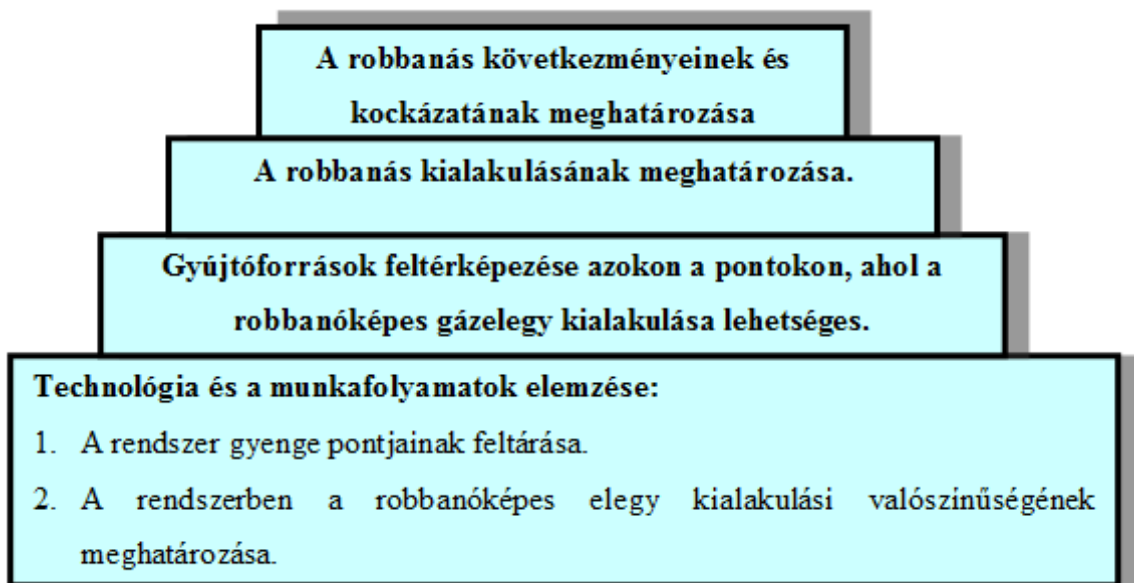 A robbanás következményeinek és
kockázatának meghatározása
A robbanás kialakulásának meghatározása.
Gyújtóforrások feltérképezése azokon a pontokon, ahol a
robbanóképes gázelegy kialakulása lehetséges.
Technológia és a munkafolyamatok elemzése:
1. A rendszer gyenge pontjainak feltárása.
2. A rendszerben a robbanóképes elegy kialakulási valószinűségének
meghatározása.